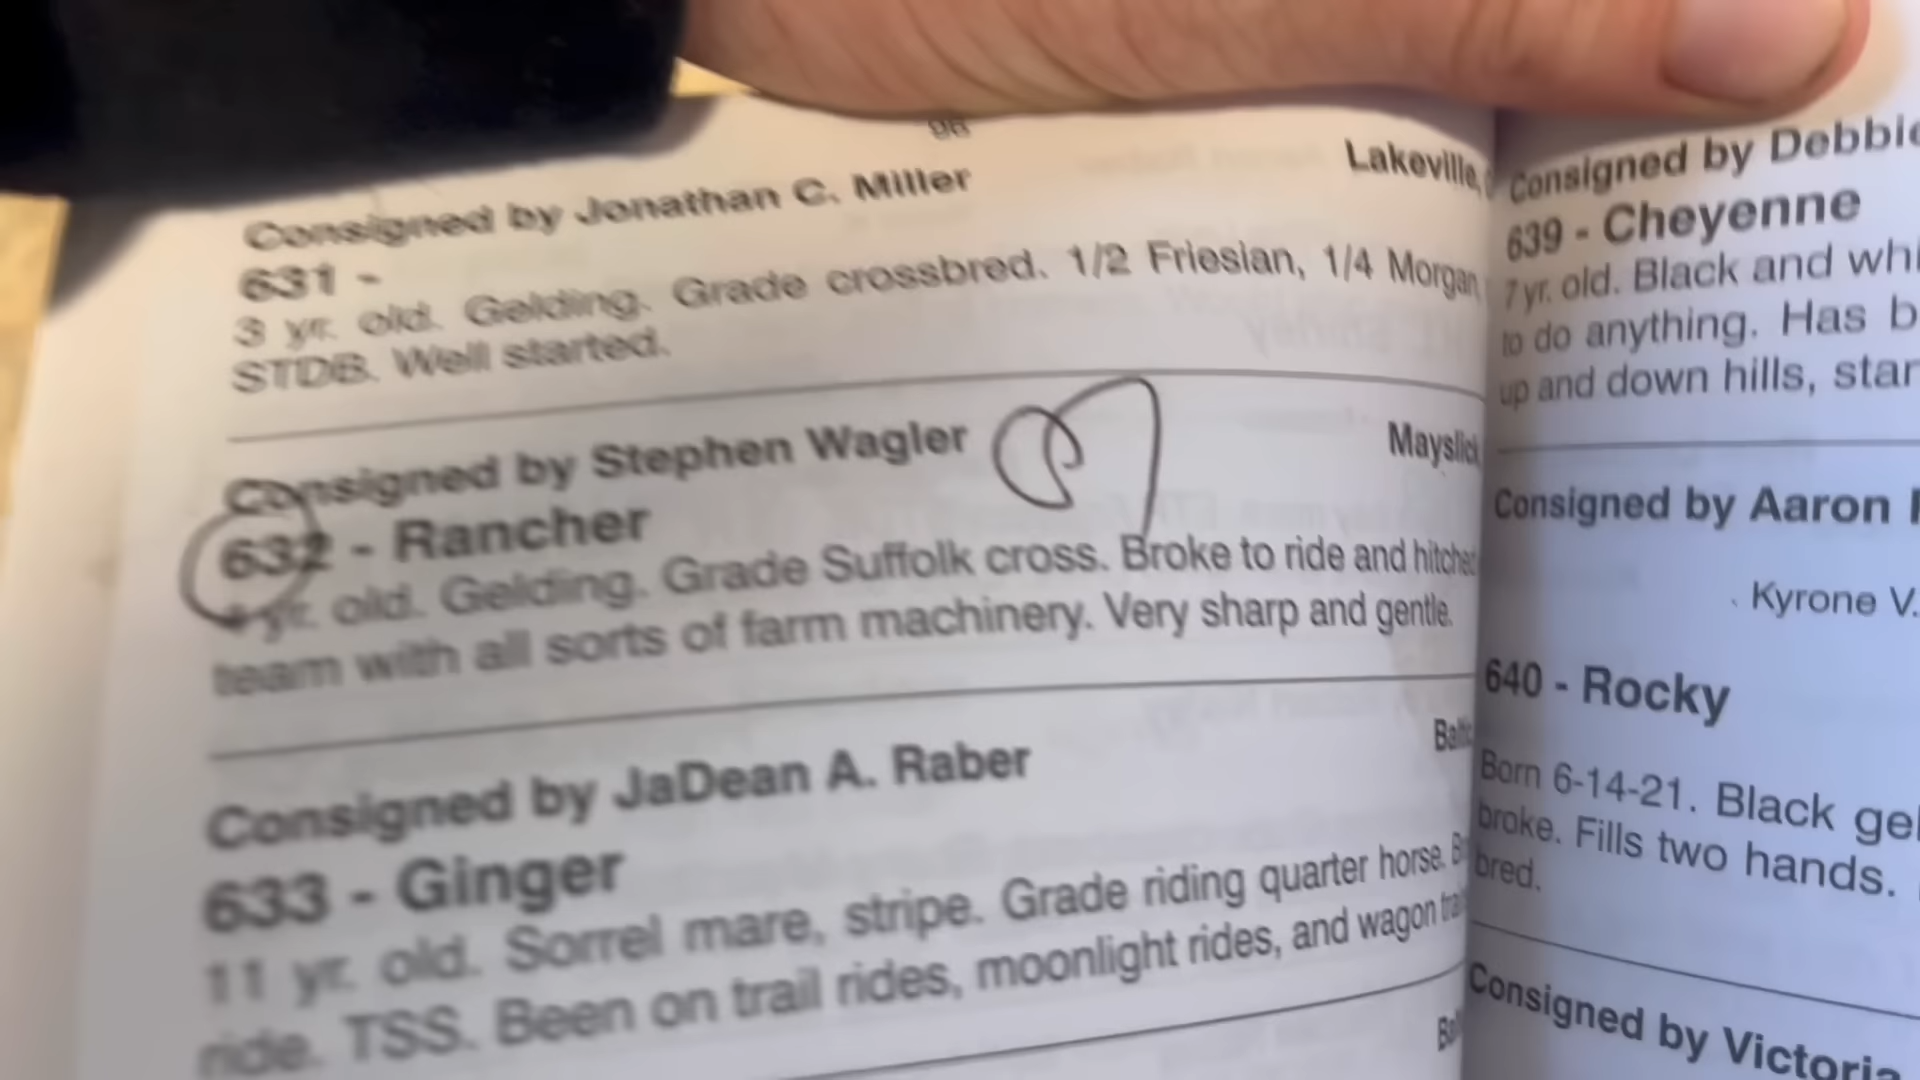 96
Consigned by Jonathan C. Miller Lakeville,
631 -
3 yr. old. Gelding. Grade crossbred. 1/2 Friesian, 1/4 Morgan,
STDB. Well started.
Consigned by Stephen Wagler Mayslick
632 - Rancher
yr. old. Gelding. Grade Suffolk cross. Broke to ride and hitched
team with all sorts of farm machinery. Very sharp and gentle.
Consigned by JaDean A. Raber
633 - Ginger
11 yr. old. Sorrel mare, stripe. Grade riding quarter horse.
ride. TSS. Been on trail rides, moonlight rides, and wagon
Consigned by Debbie
639 - Cheyenne
7 yr. old. Black and whi
to do anything. Has b
up and down hills, star
Consigned by Aaron
Kyrone V.
640 - Rocky
Born 6-14-21. Black gel
broke. Fills two hands.
bred.
Consigned by Victoria